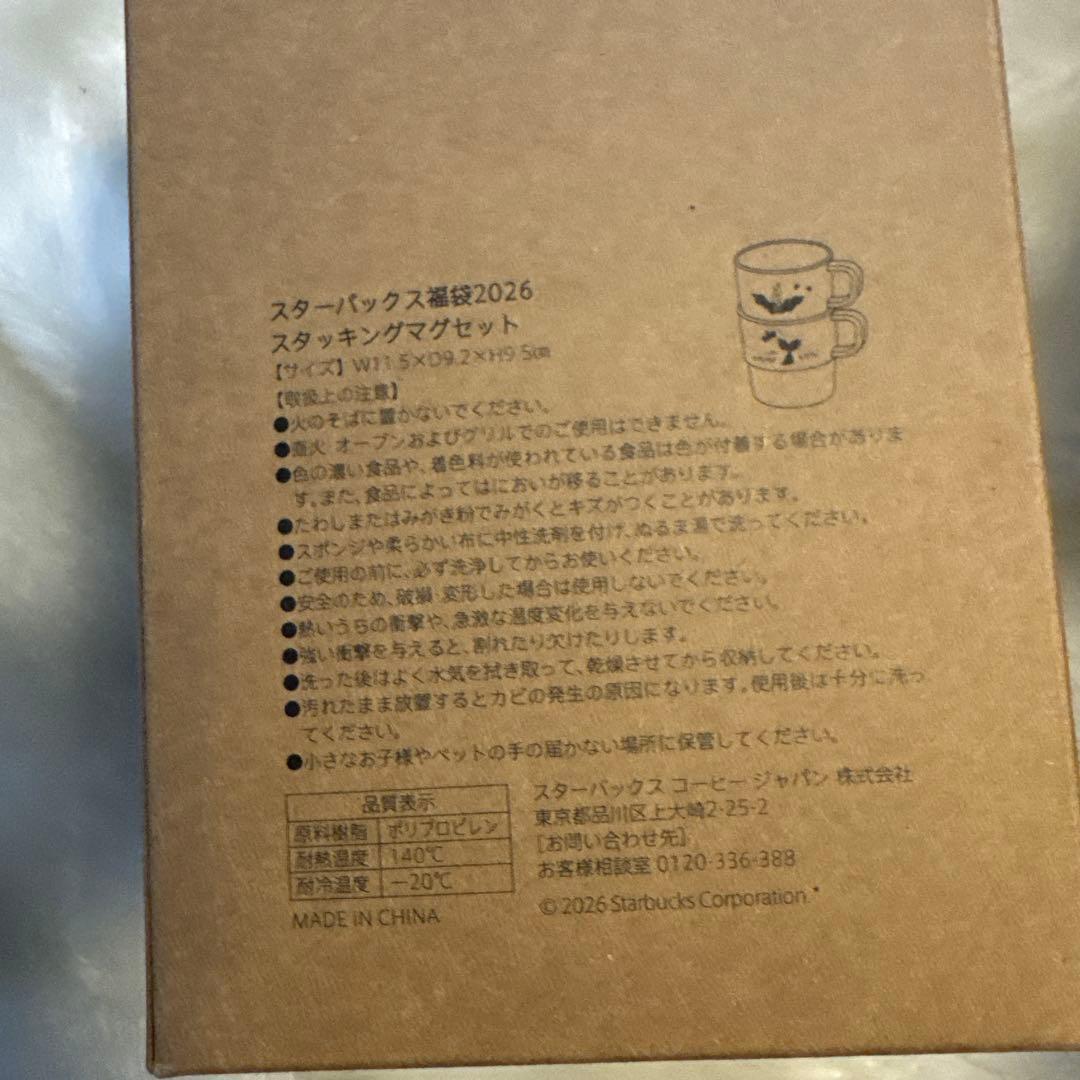 スターバックス福袋2026
スタッキングマグセット
【サイズ】W11.5×D9.2×H9.5㎝
【取扱上の注意】
●火のそばに置かないでください。
●直火・オーブンおよびグリルでのご使用はできません。
●色の濃い食品や、着色料が使われている食品は色が付着する場合がありま
す。また、食品によってはにおいが移ることがあります。
●たわしまたはみがき粉でみがくとキズがつくことがあります。
●スポンジや柔らかい布に中性洗剤を付け、ぬるま湯で洗ってください。
●ご使用の前に、必ず洗浄してからお使いください。
●安全のため、破損・変形した場合は使用しないでください。
●熱いうちの衝撃や、急激な温度変化を与えないでください。
●強い衝撃を与えると、割れたり欠けたりします。
●洗った後はよく水気を拭き取って、乾燥させてから収納してください。
●汚れたまま放置するとカビの発生の原因になります。使用後は十分に洗っ
てください。
●小さなお子様やペットの手の届かない場所に保管してください。
品質表示
原料樹脂 ポリプロピレン
耐熱温度 140℃
耐冷温度 −20℃
MADE IN CHINA
スターバックス コーヒー ジャパン 株式会社
東京都品川区上大崎2-25-2
[お問い合わせ先]
お客様相談室 0120-336-388
© 2026 Starbucks Corporation.